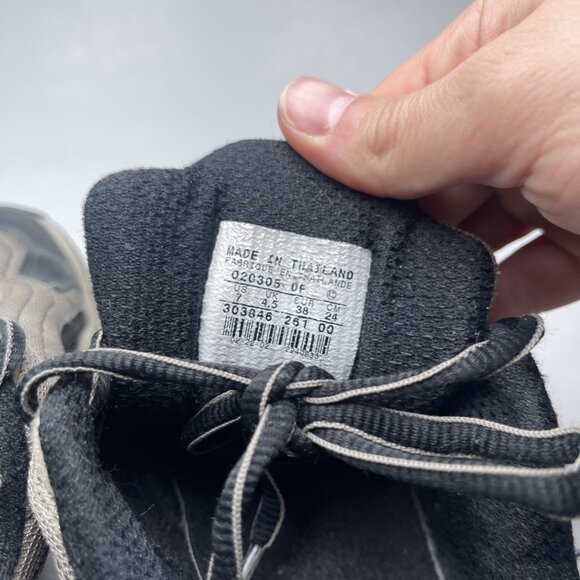 MADE IN THAILAND
FABRIQUE EN THAILANDE
020305 UF ©
US UK EUR CM
7 4.5 38 24
303846 261 00